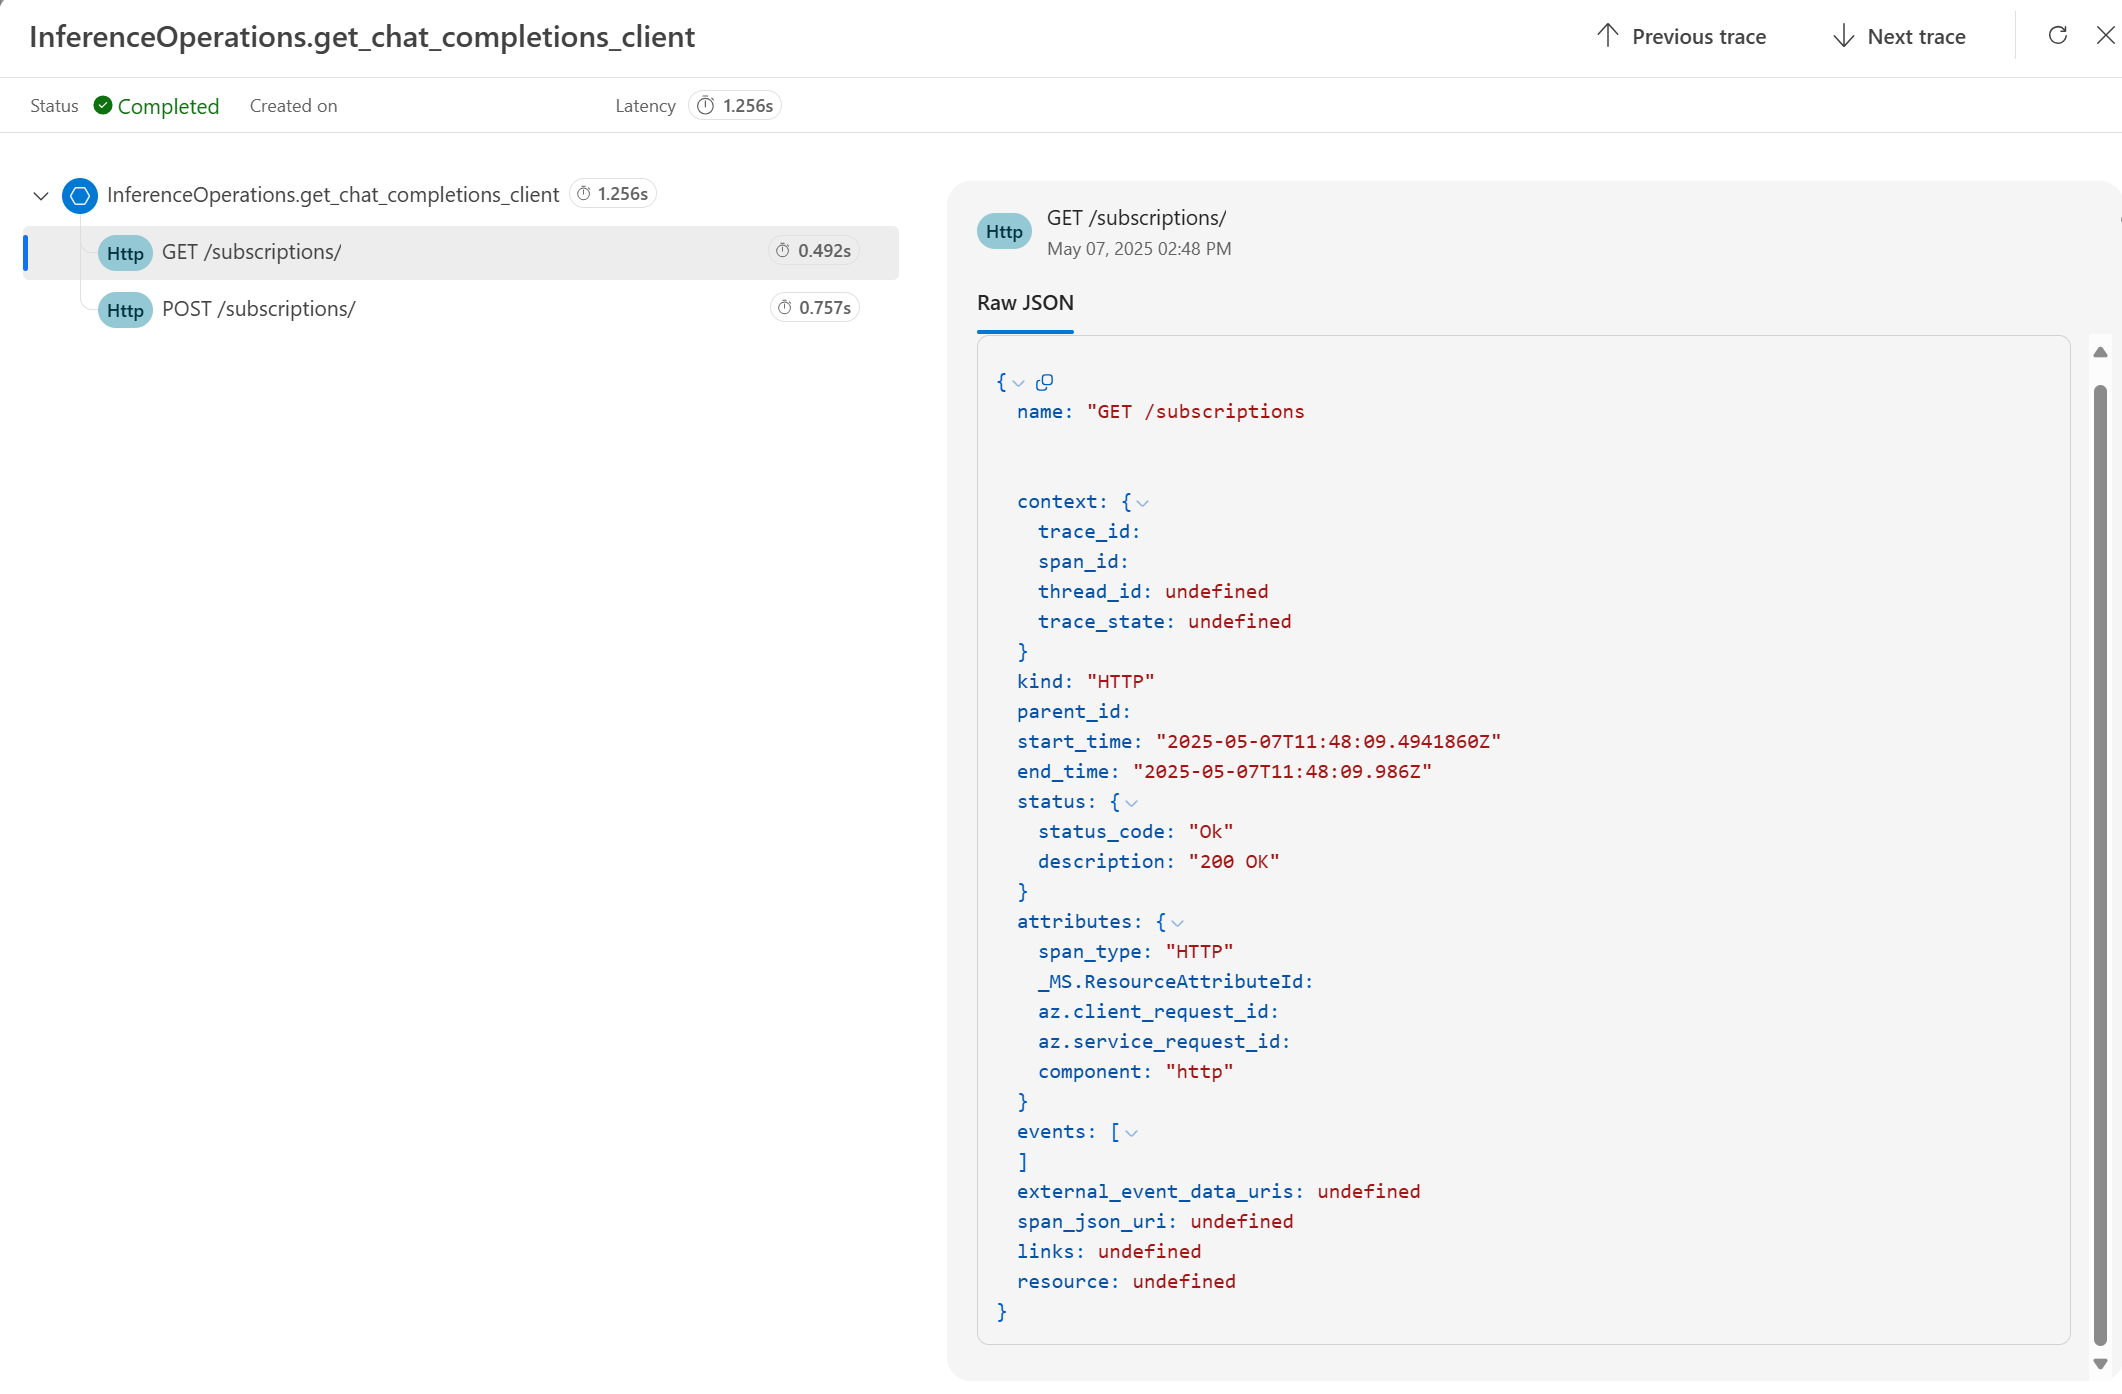 InferenceOperations.get_chat_completions_client
Previous trace
Next trace
Status Completed Created on Latency 1.256s
InferenceOperations.get_chat_completions_client 1.256s
Http GET /subscriptions/ 0.492s
Http POST /subscriptions/ 0.757s
Http GET /subscriptions/
May 07, 2025 02:48 PM
Raw JSON
{
name: "GET /subscriptions
context: {
trace_id:
span_id:
thread_id: undefined
trace_state: undefined
}
kind: "HTTP"
parent_id:
start_time: "2025-05-07T11:48:09.4941860Z"
end_time: "2025-05-07T11:48:09.986Z"
status: {
status_code: "Ok"
description: "200 OK"
}
attributes: {
span_type: "HTTP"
_MS.ResourceAttributeId:
az.client_request_id:
az.service_request_id:
component: "http"
}
events: [
]
external_event_data_uris: undefined
span_json_uri: undefined
links: undefined
resource: undefined
}